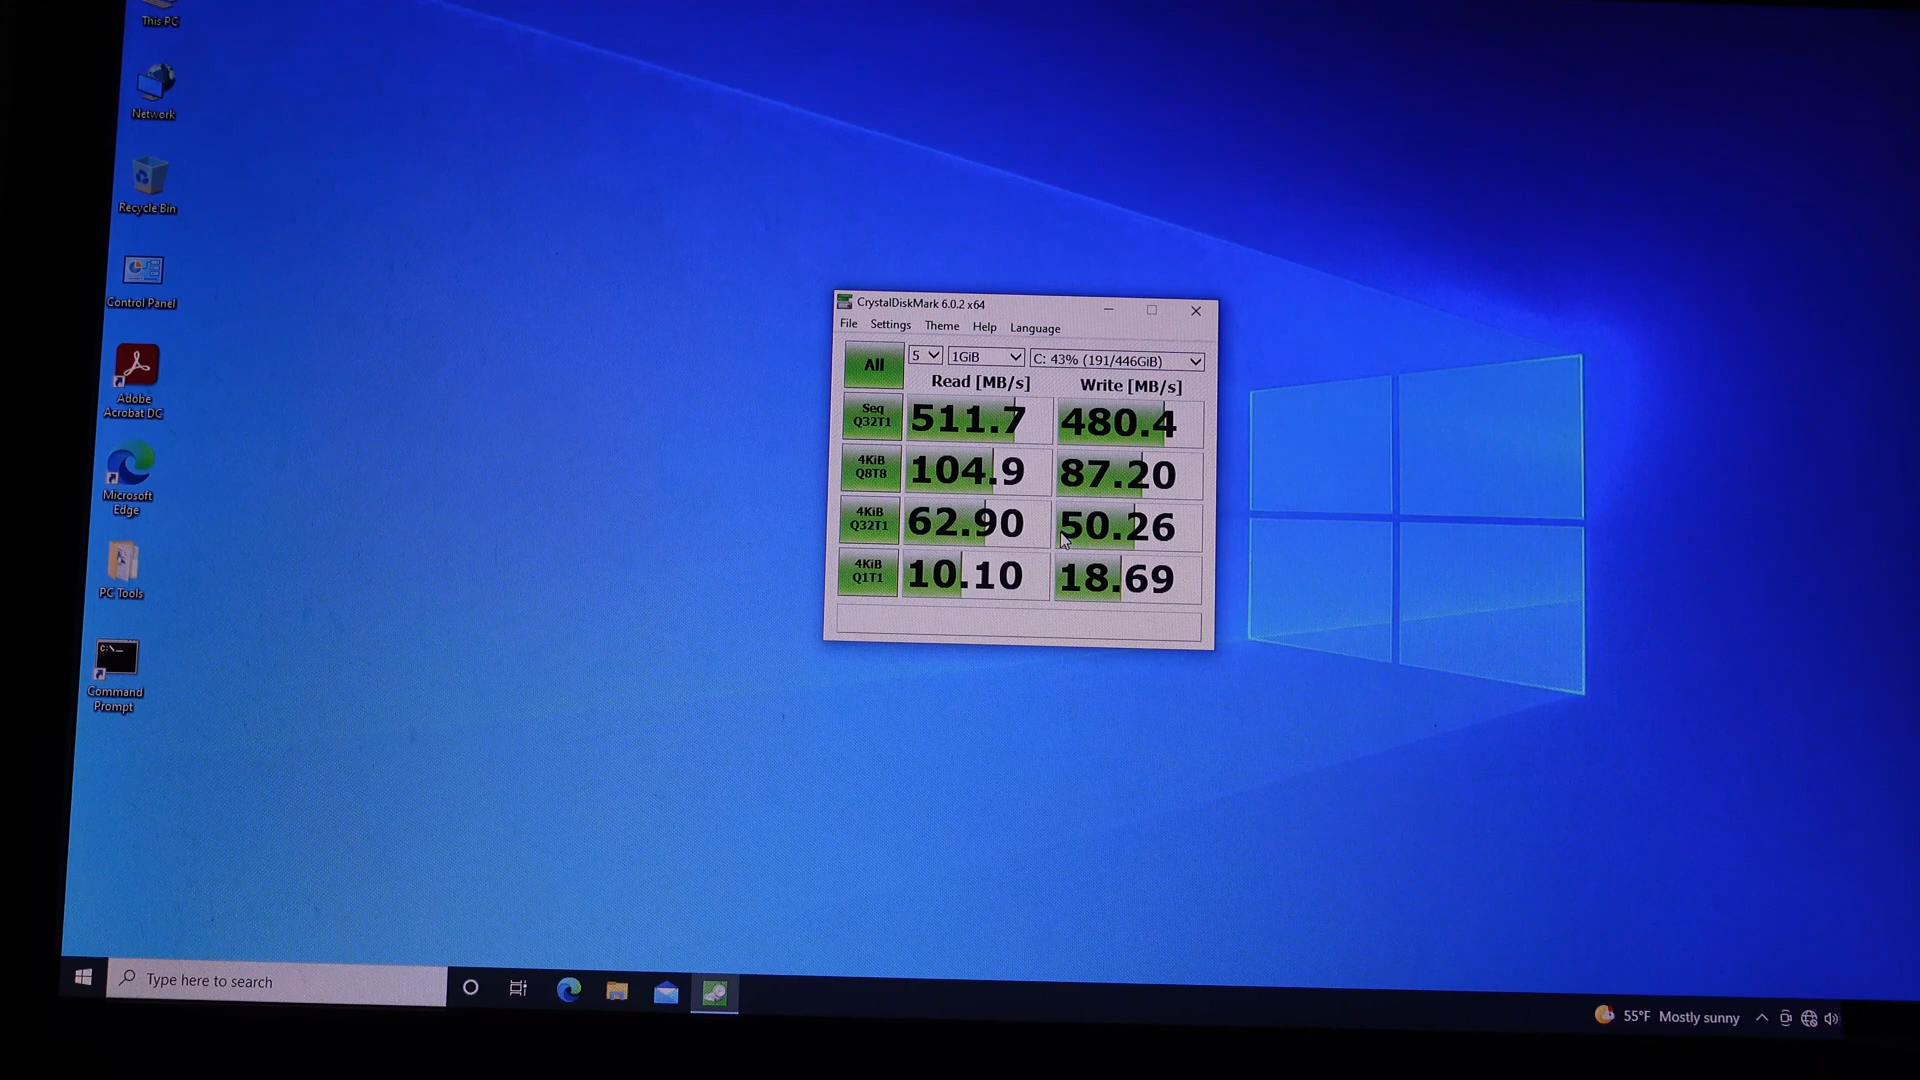 This PC
Network
Recycle Bin
Control Panel
Adobe
Acrobat DC
Microsoft
Edge
PC Tools
C:\_
Command
Prompt
CrystalDiskMark 6.0.2 x64
File Settings Theme Help Language
All 5 1GiB C: 43% (191/446GiB)
Read [MB/s] Write [MB/s]
Seq
Q32T1 511.7 480.4
4KiB
Q8T8 104.9 87.20
4KiB
Q32T1 62.90 50.26
4KiB
Q1T1 10.10 18.69
Type here to search
55°F Mostly sunny